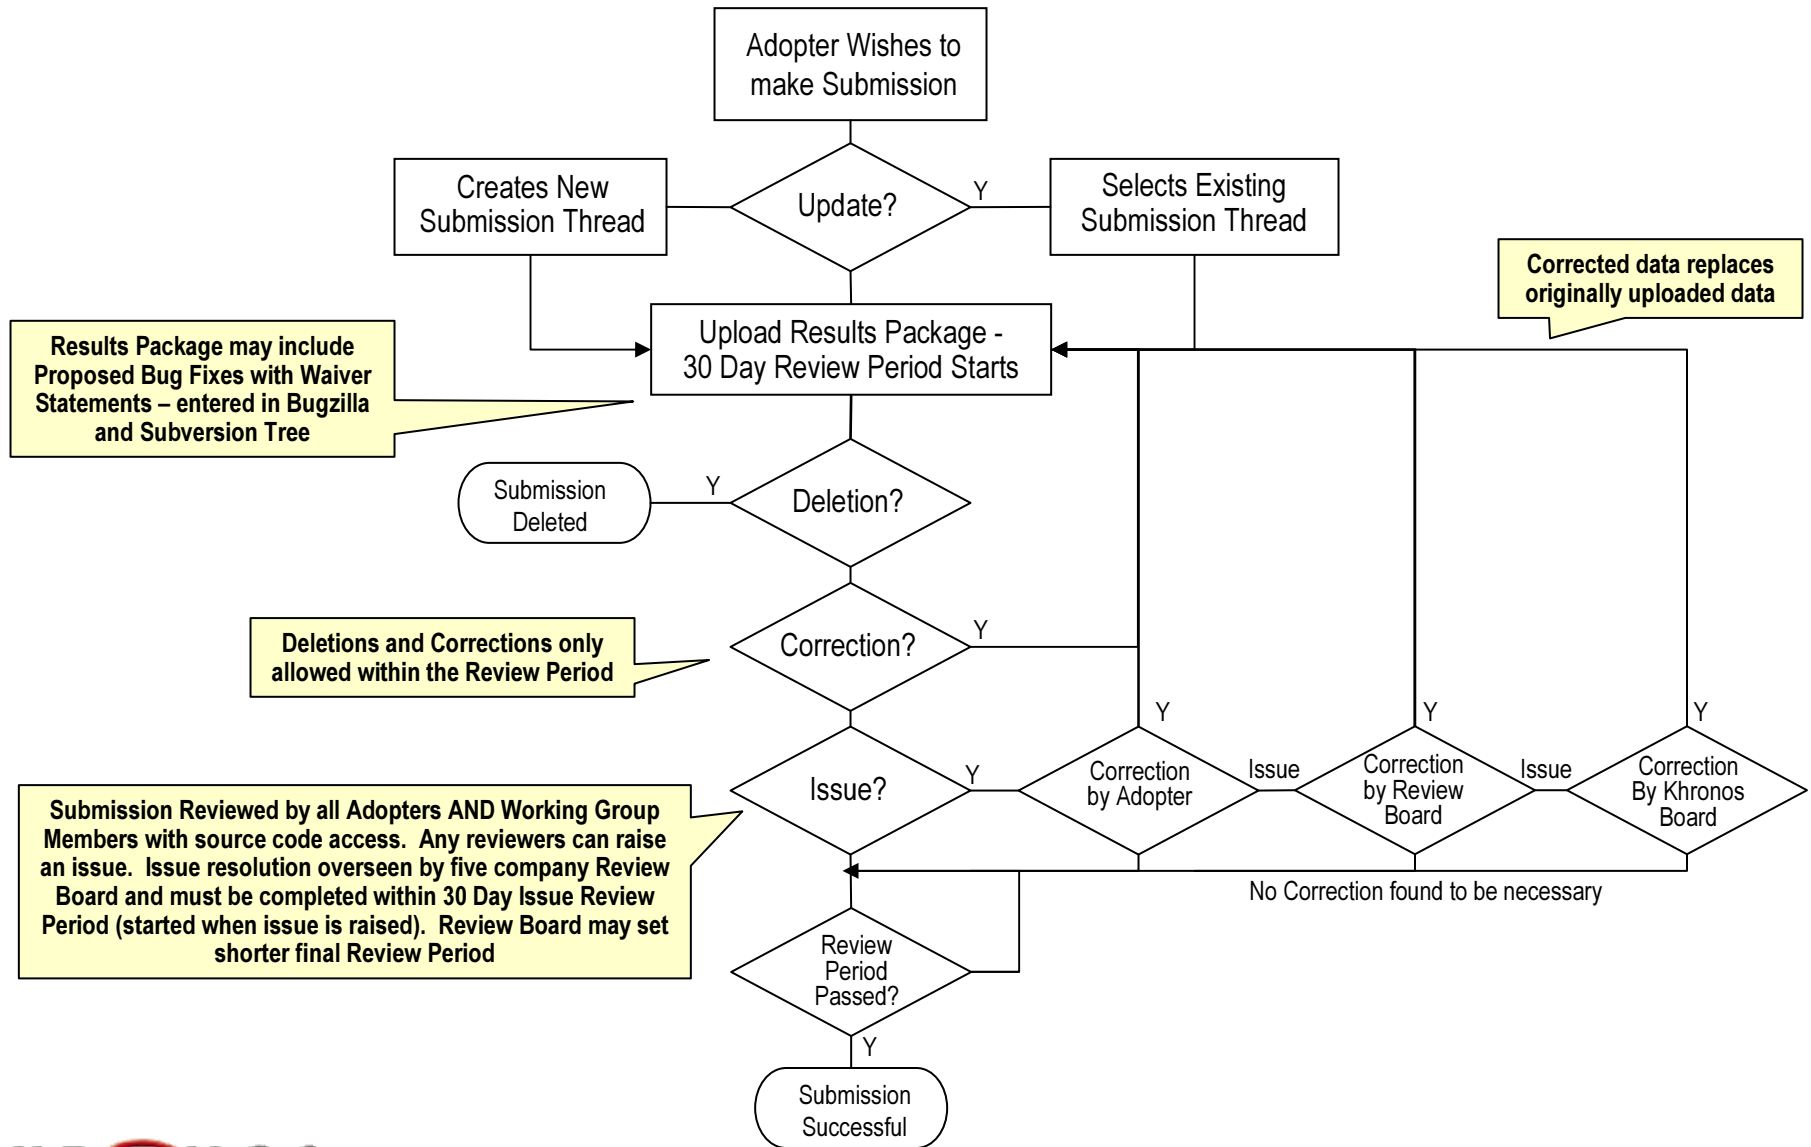 Adopter Wishes to
make Submission
Creates New
Submission Thread
Update?
Y
Selects Existing
Submission Thread
Corrected data replaces
originally uploaded data
Upload Results Package -
30 Day Review Period Starts
Results Package may include
Proposed Bug Fixes with Waiver
Statements – entered in Bugzilla
and Subversion Tree
Submission
Deleted
Y
Deletion?
Deletions and Corrections only
allowed within the Review Period
Correction?
Y
Submission Reviewed by all Adopters AND Working Group
Members with source code access.  Any reviewers can raise
an issue.  Issue resolution overseen by five company Review
Board and must be completed within 30 Day Issue Review
Period (started when issue is raised).  Review Board may set
shorter final Review Period
Issue?
Y
Y
Correction
by Adopter
Issue
Y
Correction
by Review
Board
Issue
Y
Correction
By Khronos
Board
No Correction found to be necessary
Review
Period
Passed?
Y
Submission
Successful